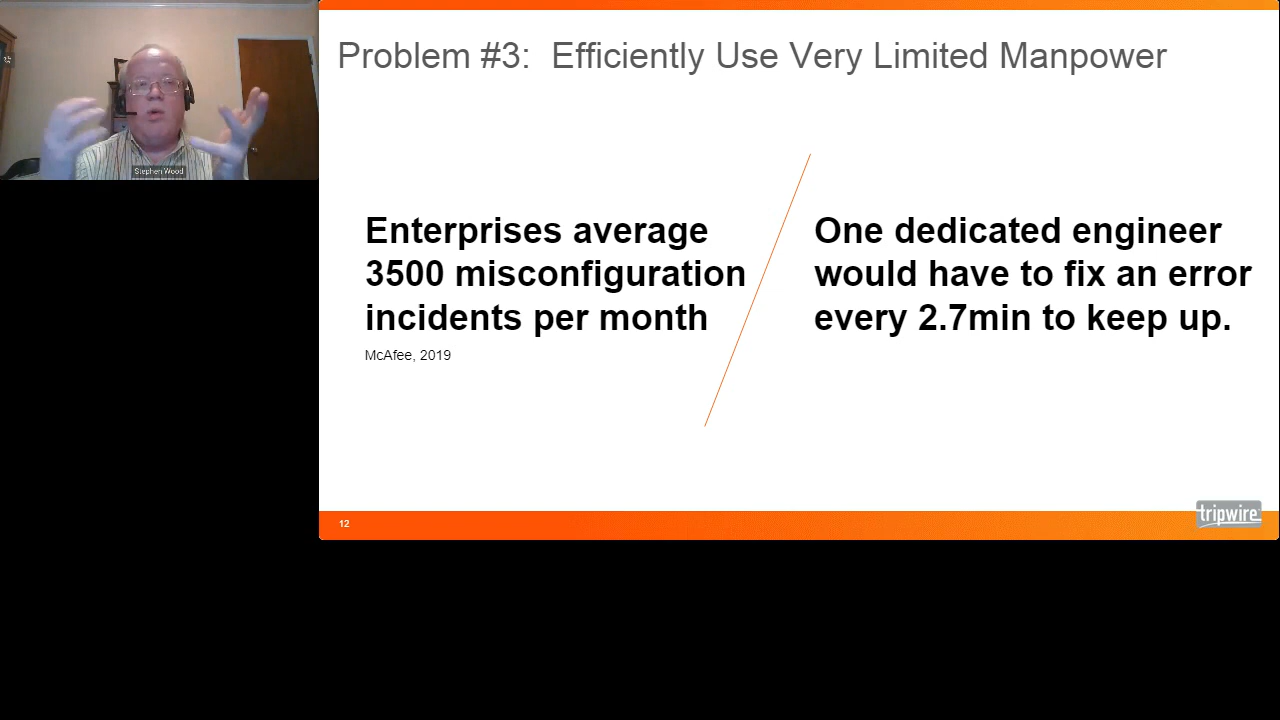 Stephen Wood
Problem #3: Efficiently Use Very Limited Manpower
Enterprises average
3500 misconfiguration
incidents per month
McAfee, 2019
One dedicated engineer
would have to fix an error
every 2.7min to keep up.
12
tripwire